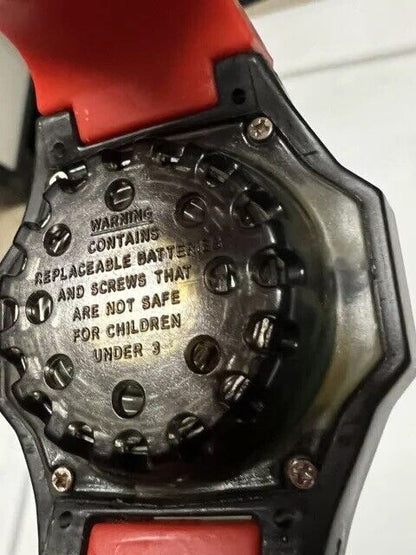 WARNING
CONTAINS
REPLACEABLE BATTERIES
AND SCREWS THAT
ARE NOT SAFE
FOR CHILDREN
UNDER 3